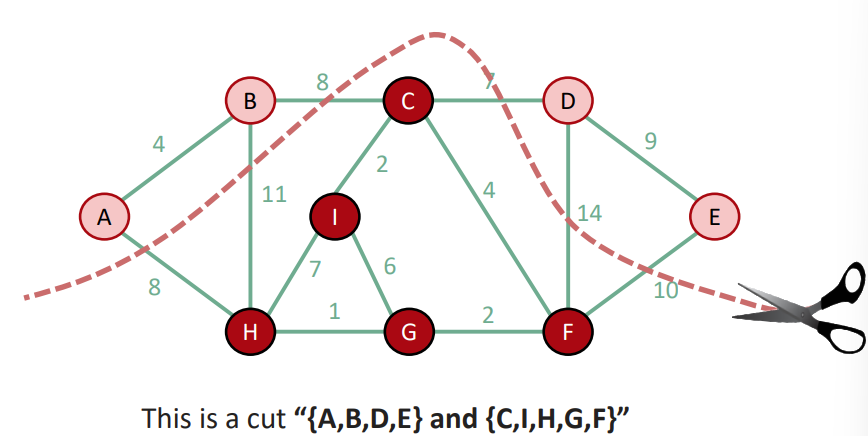 8
7
B
C
D
4
2
9
11
4
A
I
14
E
8
7
6
10
1
2
H
G
F
This is a cut “{A,B,D,E} and {C,I,H,G,F}”